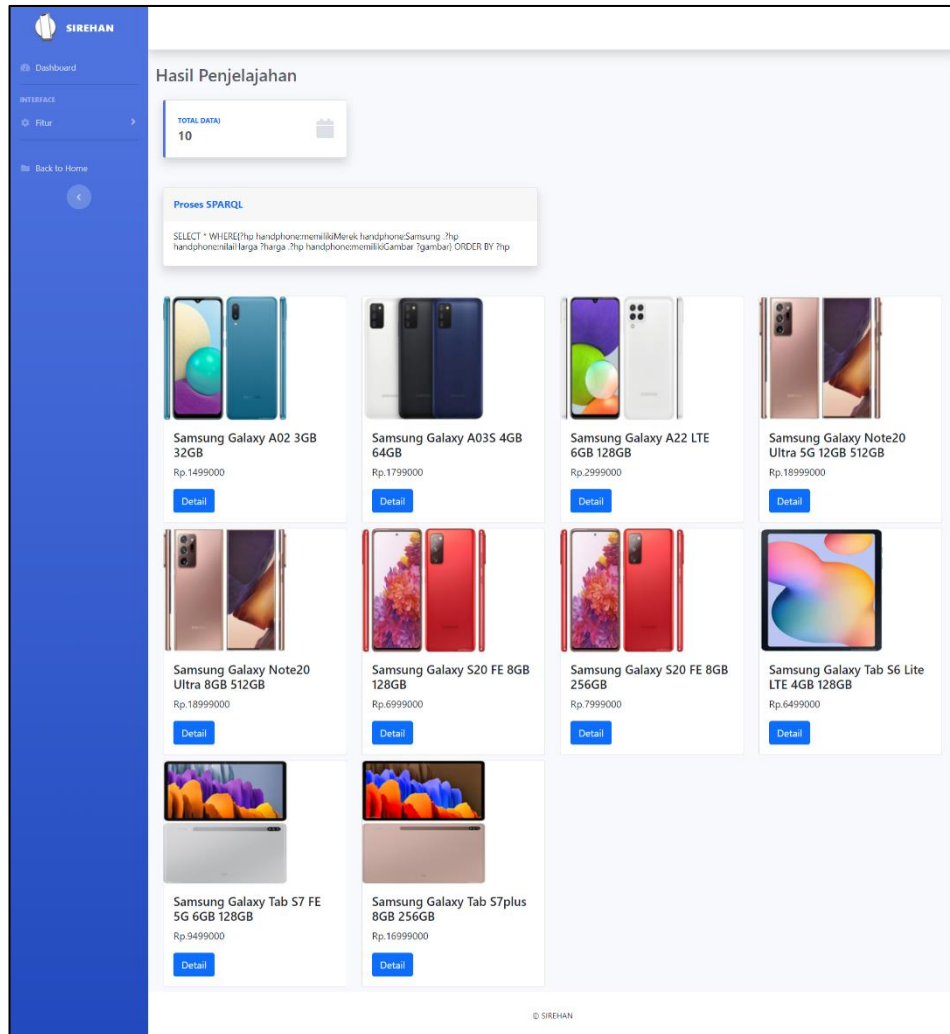 SIREHAN
Dashboard
INTERFACE
Fitur
Back to Home
Hasil Penjelajahan
TOTAL DATA)
10
Proses SPARQL
SELECT * WHERE{?hp handphone:memilikiMerek handphone:Samsung .?hp
handphone:nilaiHarga ?harga .?hp handphone:memilikiGambar ?gambar} ORDER BY ?hp
Samsung Galaxy A02 3GB
32GB
Rp.1499000
Detail
Samsung Galaxy A03S 4GB
64GB
Rp.1799000
Detail
Samsung Galaxy A22 LTE
6GB 128GB
Rp.2999000
Detail
Samsung Galaxy Note20
Ultra 5G 12GB 512GB
Rp.18999000
Detail
Samsung Galaxy Note20
Ultra 8GB 512GB
Rp.18999000
Detail
Samsung Galaxy S20 FE 8GB
128GB
Rp.6999000
Detail
Samsung Galaxy S20 FE 8GB
256GB
Rp.7999000
Detail
Samsung Galaxy Tab S6 Lite
LTE 4GB 128GB
Rp.6499000
Detail
Samsung Galaxy Tab S7 FE
5G 6GB 128GB
Rp.9499000
Detail
Samsung Galaxy Tab S7plus
8GB 256GB
Rp.16999000
Detail
© SIREHAN